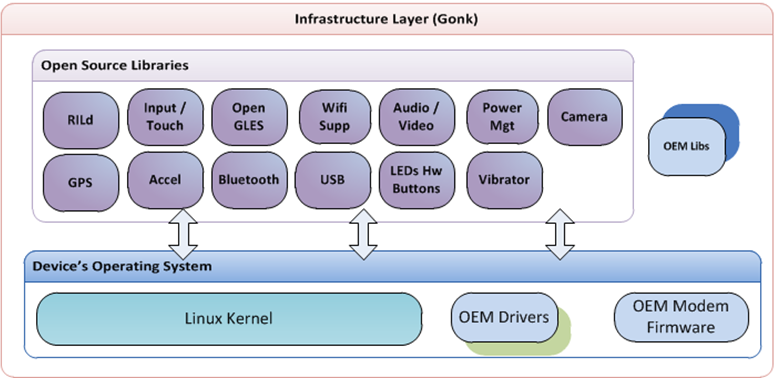 Infrastructure Layer (Gonk)
Open Source Libraries
RILd
Input /
Touch
Open
GLES
Wifi
Supp
Audio /
Video
Power
Mgt
Camera
OEM Libs
GPS
Accel
Bluetooth
USB
LEDs Hw
Buttons
Vibrator
Device's Operating System
Linux Kernel
OEM Drivers
OEM Modem
Firmware